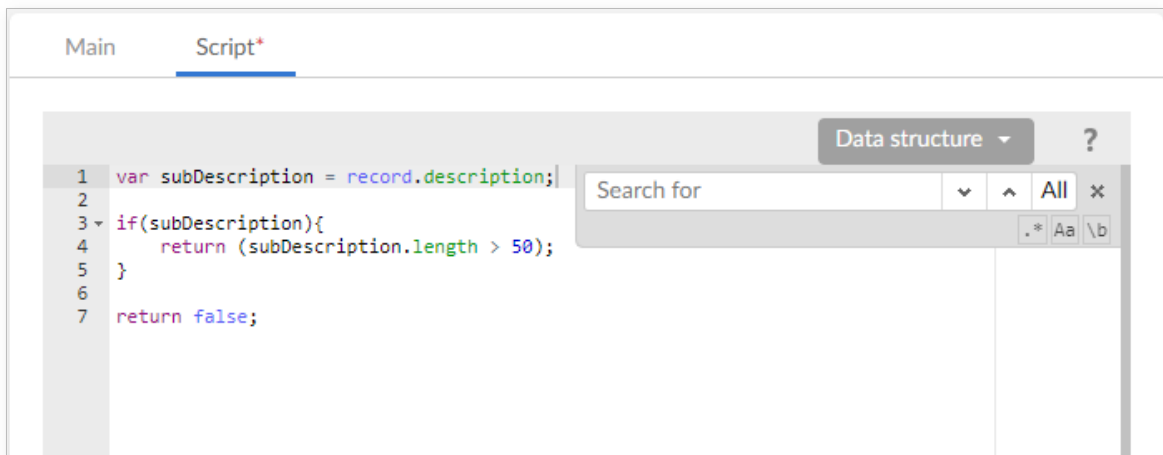 Main Script*
Data structure ?
1 var subDescription = record.description;
Search for All ×
2
3 if(subDescription){
.* Aa \b
4     return (subDescription.length > 50);
5 }
6
7 return false;